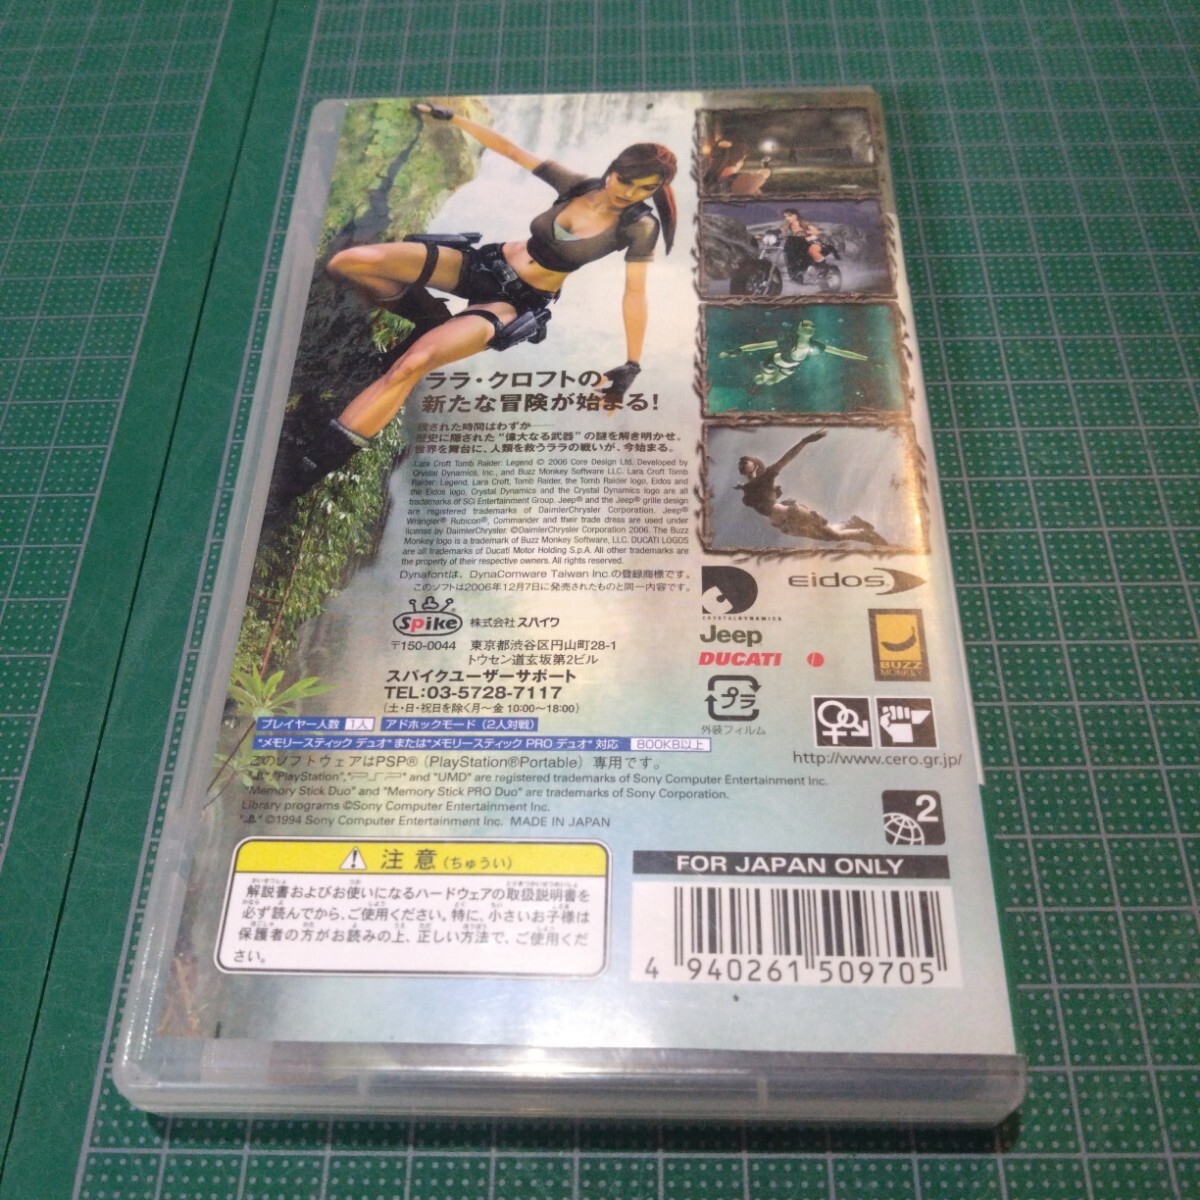 ララ・クロフトの
新たな冒険が始まる!
残された時間はわずか――
歴史に隠された“偉大なる武器”の謎を解き明かせ。
世界を舞台に、人類を救うララの戦いが、今始まる。
Lara Croft Tomb Raider: Legend © 2006 Core Design Ltd. Developed by
Crystal Dynamics, Inc., and Buzz Monkey Software LLC. Lara Croft Tomb
Raider: Legend, Lara Croft, Tomb Raider, the Tomb Raider logo, Eidos and
the Eidos logo, Crystal Dynamics and the Crystal Dynamics logo are all
trademarks of SCi Entertainment Group. Jeep® and the Jeep® grille design
are registered trademarks of DaimlerChrysler Corporation. Jeep®
Wrangler® Rubicon®, Commander and their trade dress are used under
license by DaimlerChrysler. ©DaimlerChrysler Corporation 2006. The Buzz
Monkey logo is a trademark of Buzz Monkey Software, LLC. DUCATI LOGOS
are all trademarks of Ducati Motor Holding S.p.A. All other trademarks are
the property of their respective owners. All rights reserved.
Dynafontは、DynaComware Taiwan Inc.の登録商標です。
このソフトは2006年12月7日に発売されたものと同一内容です。
Spike 株式会社 スパイク
〒150-0044 東京都渋谷区円山町28-1
トウセン道玄坂第2ビル
スパイクユーザーサポート
TEL:03-5728-7117
(土・日・祝日を除く月~金 10:00~18:00)
CRYSTAL DYNAMICS
eidos
Jeep
DUCATI
BUZZ
MONKEY
プラ
外装フィルム
http://www.cero.gr.jp/
プレイヤー人数 1人 アドホックモード(2人対戦)
“メモリースティック デュオ”または“メモリースティック PRO デュオ”対応 800KB以上
このソフトウェアはPSP®(PlayStation®Portable)専用です。
“PlayStation”,“PSP” and “UMD” are registered trademarks of Sony Computer Entertainment Inc.
“Memory Stick Duo” and “Memory Stick PRO Duo” are trademarks of Sony Corporation.
Library programs ©Sony Computer Entertainment Inc.
©1994 Sony Computer Entertainment Inc. MADE IN JAPAN
2
注意(ちゅうい)
解説書およびお使いになるハードウェアの取扱説明書を
必ず読んでから、ご使用ください。特に、小さいお子様は
保護者の方がお読みの上、正しい方法で、ご使用くだ
さい。
FOR JAPAN ONLY
4 940261 509705